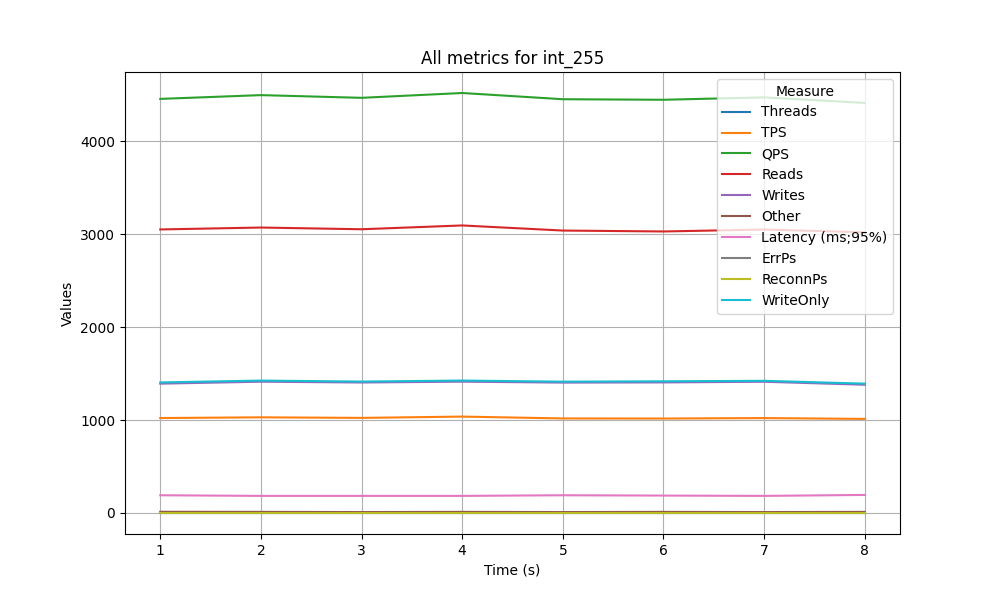 All metrics for int_255
Measure
Threads
TPS
QPS
Reads
Writes
Other
Latency (ms;95%)
ErrPs
ReconnPs
WriteOnly
Values
4000
3000
2000
1000
0
1 2 3 4 5 6 7 8
Time (s)